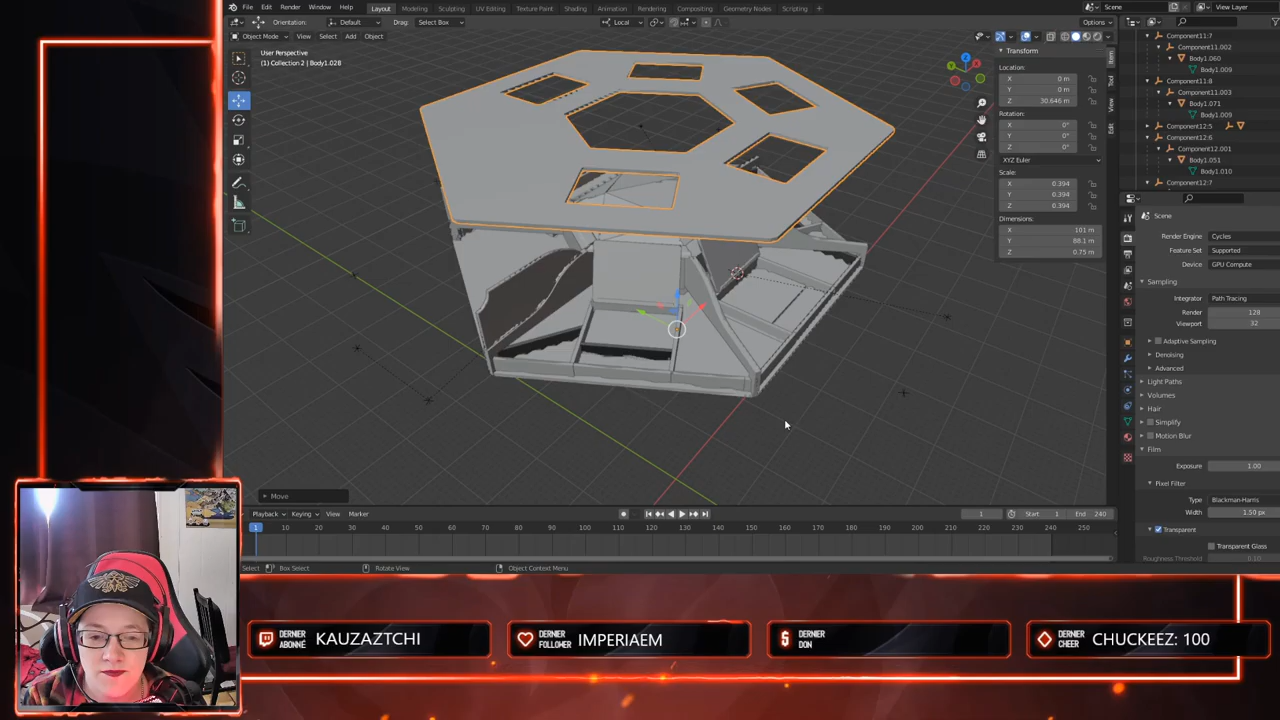 File Edit Render Window Help Layout Modeling Sculpting UV Editing Texture Paint Shading Animation Rendering Compositing Geometry Nodes Scripting Scene View Layer
Orientation: Default Drag: Select Box Local Options
Object Mode View Select Add Object
User Perspective
(1) Collection 2 | Body1.028
Transform
Location:
X 0 m
Y 0 m
Z 30.646 m
Rotation:
X 0°
Y 0°
Z 0°
XYZ Euler
Scale:
X 0.394
Y 0.394
Z 0.394
Dimensions:
X 101 m
Y 88.1 m
Z 0.75 m
Item
Tool
View
Edit
Component11:7
Component11.002
Body1.060
Body1.009
Component11:8
Component11.003
Body1.071
Body1.009
Component12:5
Component12:6
Component12.001
Body1.051
Body1.010
Component12:7
Scene
Render Engine Cycles
Feature Set Supported
Device GPU Compute
Sampling
Integrator Path Tracing
Render 128
Viewport 32
Adaptive Sampling
Denoising
Advanced
Light Paths
Volumes
Hair
Simplify
Motion Blur
Film
Exposure 1.00
Pixel Filter
Type Blackman-Harris
Width 1.50 px
Transparent
Transparent Glass
Roughness Threshold 0.10
Move
Playback Keying View Marker 1 Start 1 End 240
1 10 20 30 40 50 60 70 80 90 100 110 120 130 140 150 160 170 180 190 200 210 220 230 240 250
Select Box Select Rotate View Object Context Menu
DERNIER ABONNE KAUZAZTCHI
DERNIER FOLLOWER IMPERIAEM
DERNIER DON
DERNIER CHEER CHUCKEEZ: 100